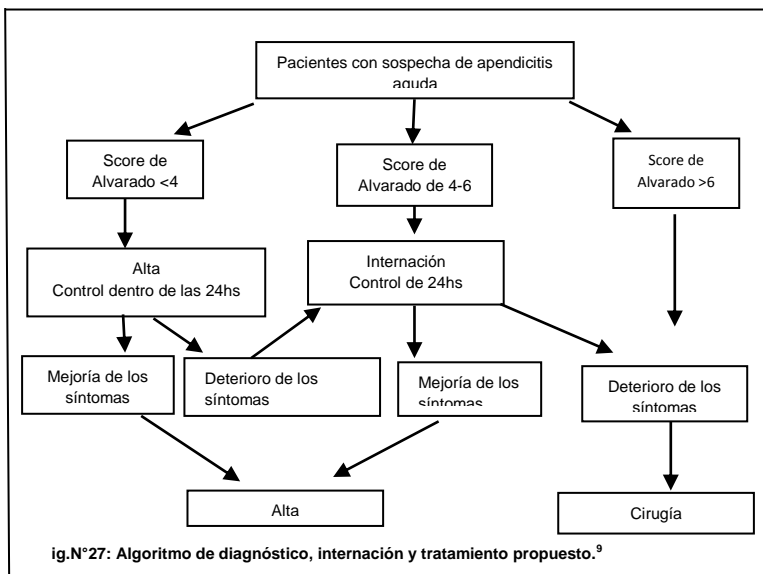 Pacientes con sospecha de apendicitis
aguda
Score de
Alvarado <4
Score de
Alvarado de 4-6
Score de
Alvarado >6
Alta
Control dentro de las 24hs
Internación
Control de 24hs
Mejoría de los
síntomas
Deterioro de los
síntomas
Mejoría de los
síntomas
Deterioro de los
síntomas
Alta
Cirugía
ig.N°27: Algoritmo de diagnóstico, internación y tratamiento propuesto.⁹